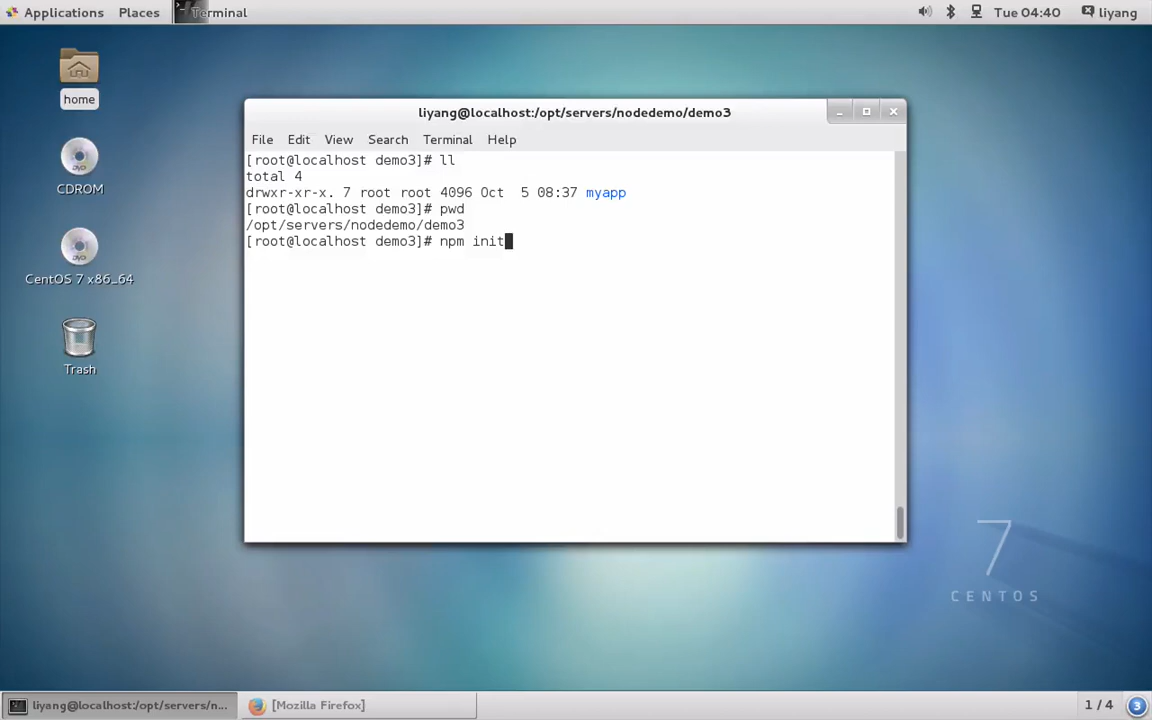 Applications Places Terminal Tue 04:40 liyang
home
CDROM
CentOS 7 x86_64
Trash
liyang@localhost:/opt/servers/nodedemo/demo3
File Edit View Search Terminal Help
[root@localhost demo3]# ll
total 4
drwxr-xr-x. 7 root root 4096 Oct  5 08:37 myapp
[root@localhost demo3]# pwd
/opt/servers/nodedemo/demo3
[root@localhost demo3]# npm init
7
CENTOS
liyang@localhost:/opt/servers/n... [Mozilla Firefox] 1 / 4 3